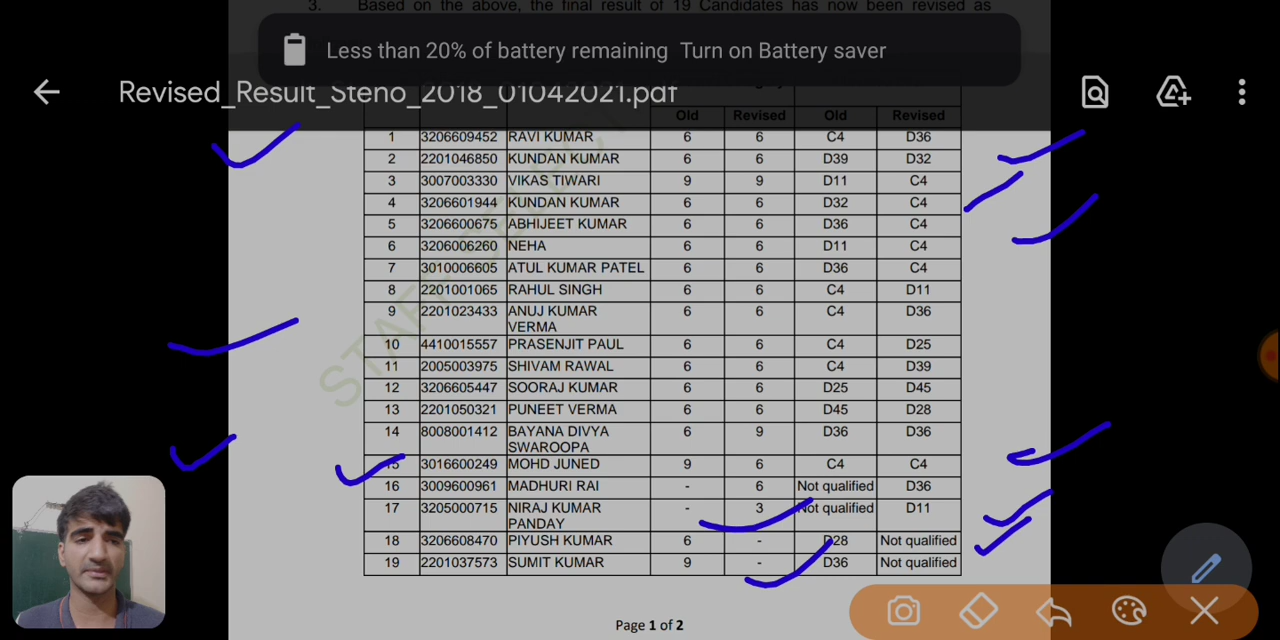 3. Based on the above, the final result of 19 Candidates has now been revised as
Less than 20% of battery remaining Turn on Battery saver
Revised_Result_Steno_2018_01042021.pdf
Old Revised Old Revised
1 3206609452 RAVI KUMAR 6 6 C4 D36
2 2201046850 KUNDAN KUMAR 6 6 D39 D32
3 3007003330 VIKAS TIWARI 9 9 D11 C4
4 3206601944 KUNDAN KUMAR 6 6 D32 C4
5 3206600675 ABHIJEET KUMAR 6 6 D36 C4
6 3206006260 NEHA 6 6 D11 C4
7 3010006605 ATUL KUMAR PATEL 6 6 D36 C4
8 2201001065 RAHUL SINGH 6 6 C4 D11
9 2201023433 ANUJ KUMAR 6 6 C4 D36
VERMA
10 4410015557 PRASENJIT PAUL 6 6 C4 D25
11 2005003975 SHIVAM RAWAL 6 6 C4 D39
12 3206605447 SOORAJ KUMAR 6 6 D25 D45
13 2201050321 PUNEET VERMA 6 6 D45 D28
14 8008001412 BAYANA DIVYA 6 9 D36 D36
SWAROOPA
15 3016600249 MOHD JUNED 9 6 C4 C4
16 3009600961 MADHURI RAI - 6 Not qualified D36
17 3205000715 NIRAJ KUMAR - 3 Not qualified D11
PANDAY
18 3206608470 PIYUSH KUMAR 6 - D28 Not qualified
19 2201037573 SUMIT KUMAR 9 - D36 Not qualified
Page 1 of 2